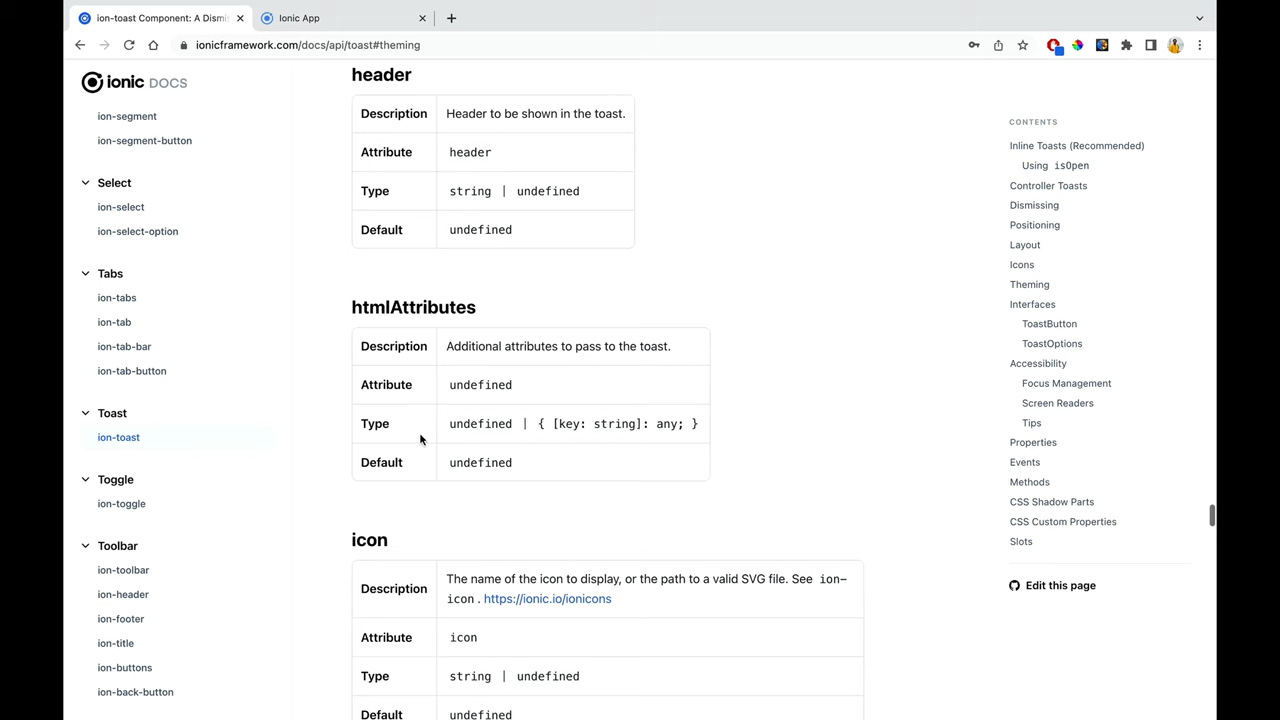 ion-toast Component: A Dismi
Ionic App
ionicframework.com/docs/api/toast#theming
ionic DOCS
ion-segment
ion-segment-button
Select
ion-select
ion-select-option
Tabs
ion-tabs
ion-tab
ion-tab-bar
ion-tab-button
Toast
ion-toast
Toggle
ion-toggle
Toolbar
ion-toolbar
ion-header
ion-footer
ion-title
ion-buttons
ion-back-button
header
Description Header to be shown in the toast.
Attribute header
Type string | undefined
Default undefined
htmlAttributes
Description Additional attributes to pass to the toast.
Attribute undefined
Type undefined | { [key: string]: any; }
Default undefined
icon
Description The name of the icon to display, or the path to a valid SVG file. See ion-
icon . https://ionic.io/ionicons
Attribute icon
Type string | undefined
Default undefined
CONTENTS
Inline Toasts (Recommended)
Using isOpen
Controller Toasts
Dismissing
Positioning
Layout
Icons
Theming
Interfaces
ToastButton
ToastOptions
Accessibility
Focus Management
Screen Readers
Tips
Properties
Events
Methods
CSS Shadow Parts
CSS Custom Properties
Slots
Edit this page